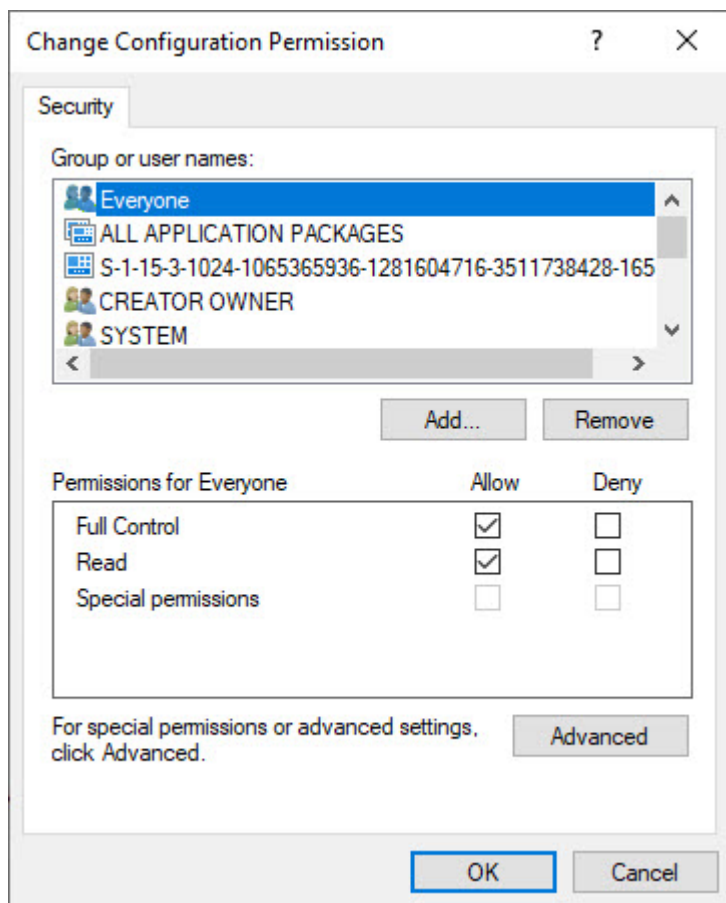 Change Configuration Permission
Security
Group or user names:
Everyone
ALL APPLICATION PACKAGES
S-1-15-3-1024-1065365936-1281604716-3511738428-165
CREATOR OWNER
SYSTEM
Add... Remove
Permissions for Everyone Allow Deny
Full Control
Read
Special permissions
For special permissions or advanced settings,
click Advanced.
Advanced
OK Cancel